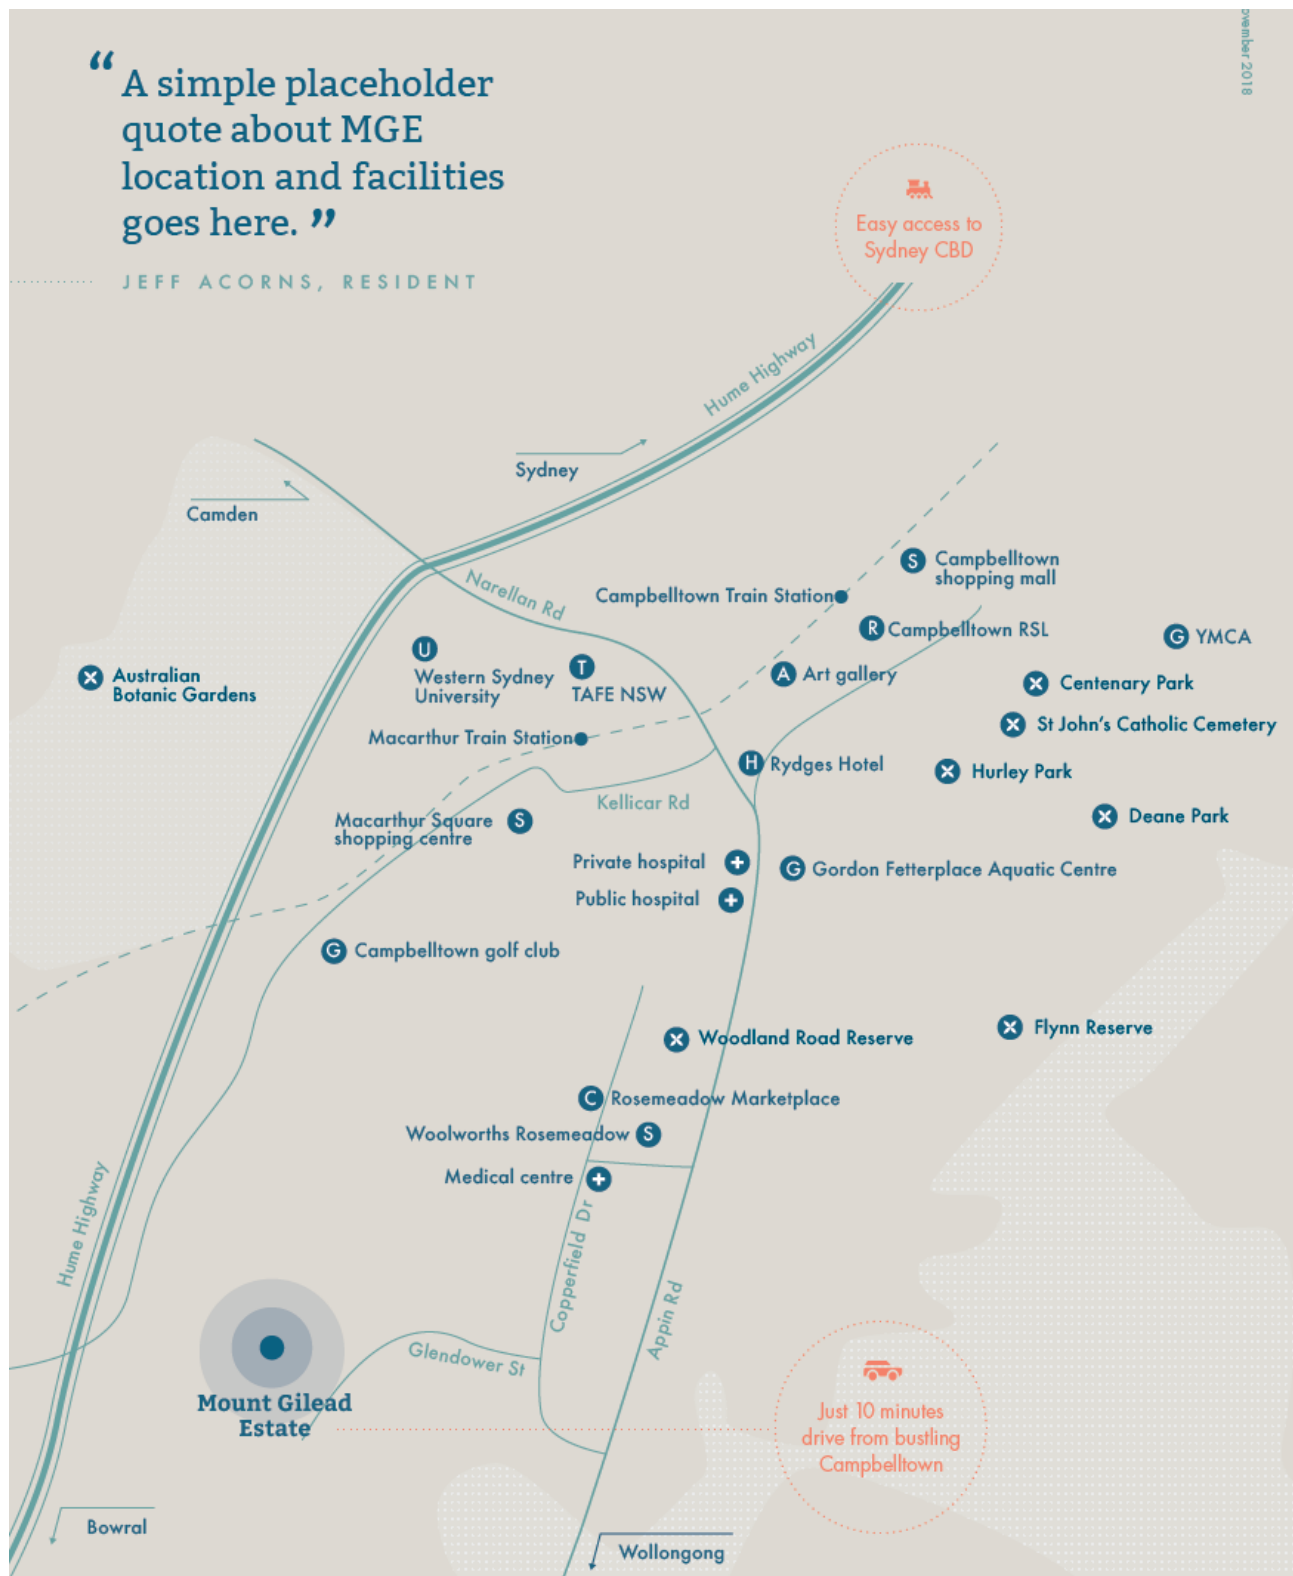 “ A simple placeholder
quote about MGE
location and facilities
goes here. ”
JEFF ACORNS, RESIDENT
2018
Easy access to
Sydney CBD
Hume Highway
Sydney
Camden
Narellan Rd
Campbelltown
shopping mall
Campbelltown Train Station
R Campbelltown RSL
G YMCA
S
U
Western Sydney
University
T
TAFE NSW
A Art gallery
Australian
Botanic Gardens
Centenary Park
St John's Catholic Cemetery
Macarthur Train Station
H Rydges Hotel
Hurley Park
Kellicar Rd
Macarthur Square
shopping centre
S
Deane Park
Private hospital
G Gordon Fetterplace Aquatic Centre
Public hospital
G Campbelltown golf club
Flynn Reserve
Woodland Road Reserve
C Rosemeadow Marketplace
Woolworths Rosemeadow S
Medical centre
Hume Highway
Copperfield Dr
Appin Rd
Glendower St
Mount Gilead
Estate
Just 10 minutes
drive from bustling
Campbelltown
Bowral
Wollongong